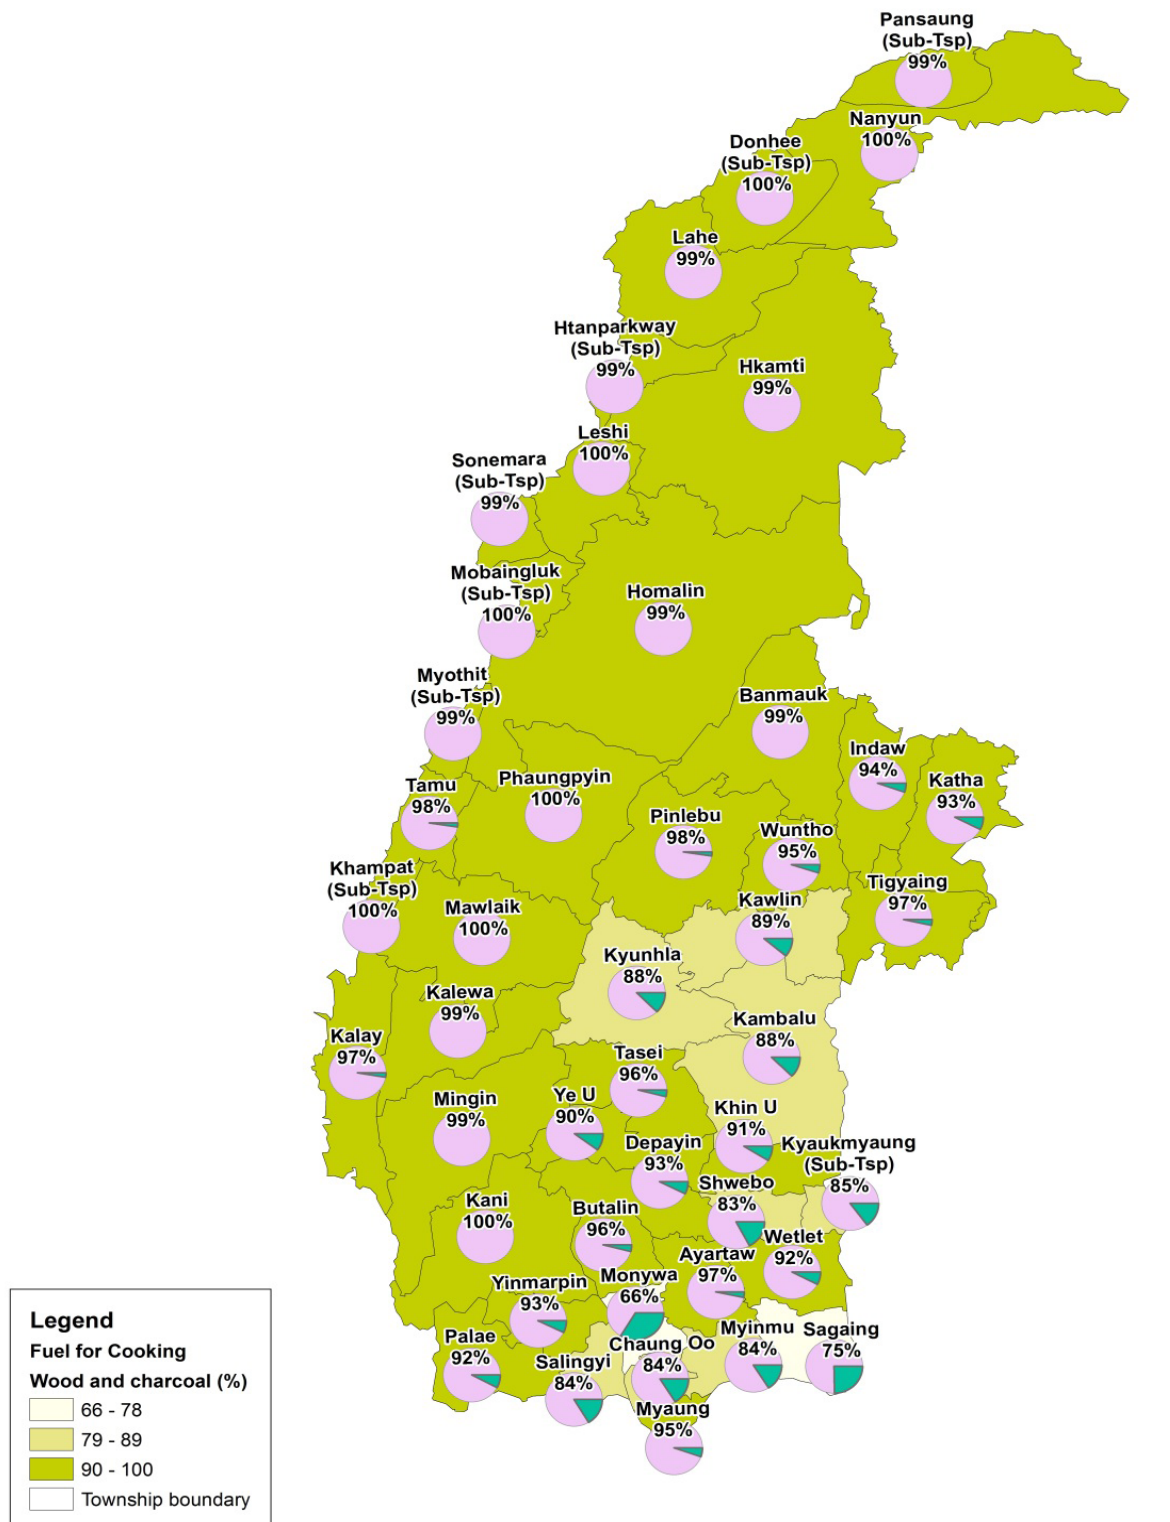 Pansaung
(Sub-Tsp)
99%
Nanyun
100%
Donhee
(Sub-Tsp)
100%
Lahe
99%
Htanparkway
(Sub-Tsp)
99%
Hkamti
99%
Leshi
100%
Sonemara
(Sub-Tsp)
99%
Mobaingluk
(Sub-Tsp)
100%
Homalin
99%
Myothit
(Sub-Tsp)
99%
Banmauk
99%
Indaw
94%
Katha
93%
Phaungpyin
100%
Tamu
98%
Pinlebu
98%
Wuntho
95%
Khampat
(Sub-Tsp)
100%
Mawlaik
100%
Tigyaing
97%
Kawlin
89%
Kyunhla
88%
Kalewa
99%
Kambalu
88%
Kalay
97%
Tasei
96%
Mingin
99%
Ye U
90%
Khin U
91%
Depayin
93%
Kyaukmyaung
(Sub-Tsp)
85%
Shwebo
83%
Kani
100%
Butalin
96%
Wetlet
92%
Ayartaw
97%
Yinmarpin
93%
Monywa
66%
Palae
92%
Salingyi
84%
Chaung Oo
84%
Myinmu
84%
Sagaing
75%
Myaung
95%
Legend
Fuel for Cooking
Wood and charcoal (%)
66 - 78
79 - 89
90 - 100
Township boundary